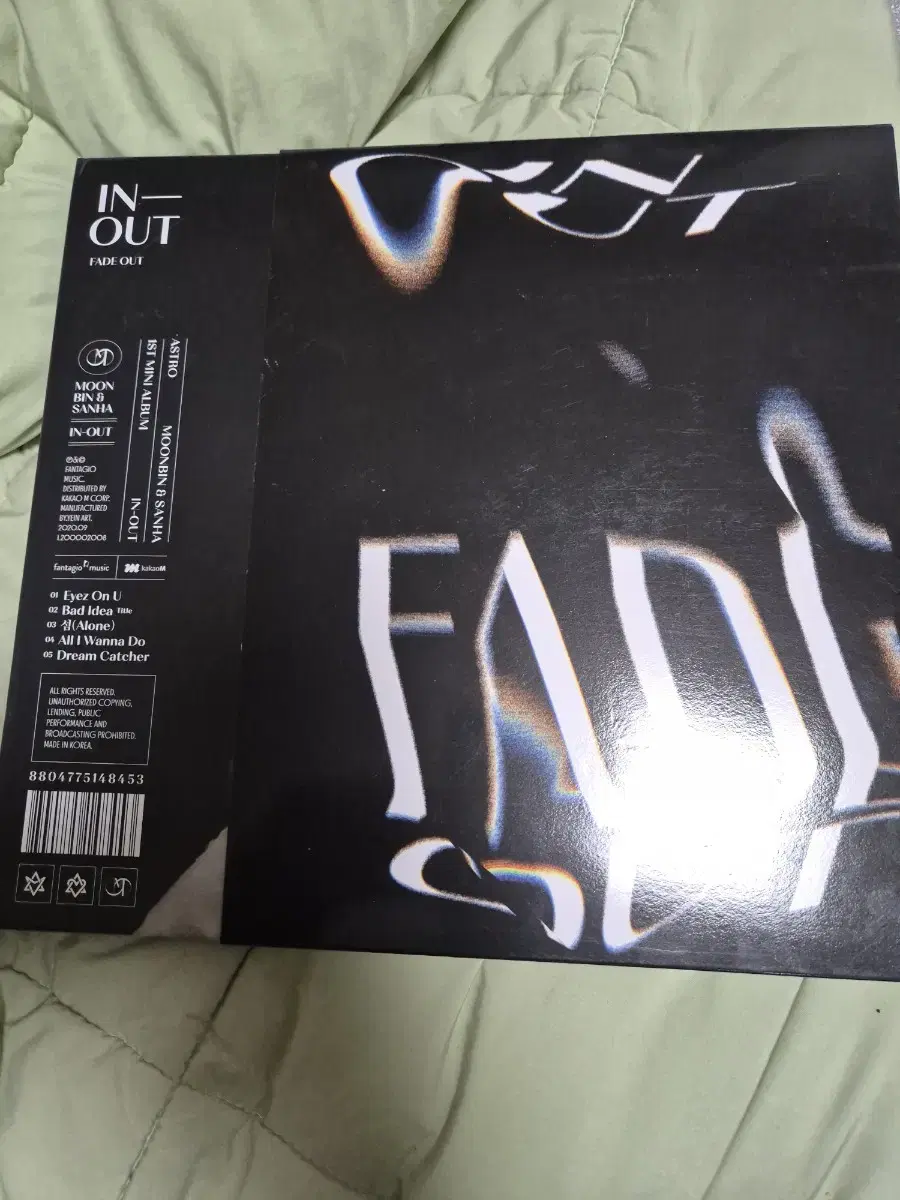 IN—
OUT
FADE OUT
MOON
BIN &
SANHA
IN-OUT
℗&©
FANTAGIO
MUSIC.
DISTRIBUTED BY
KAKAO M CORP.
MANUFACTURED
BY.YEIN ART.
2020.09
L200002008
ASTRO MOONBIN & SANHA
1ST MINI ALBUM IN-OUT
fantagio music kakaoM
01 Eyez On U
02 Bad Idea Title
03 섬(Alone)
04 All I Wanna Do
05 Dream Catcher
ALL RIGHTS RESERVED.
UNAUTHORIZED COPYING,
LENDING, PUBLIC
PERFORMANCE AND
BROADCASTING PROHIBITED.
MADE IN KOREA.
8804775148453
FADE